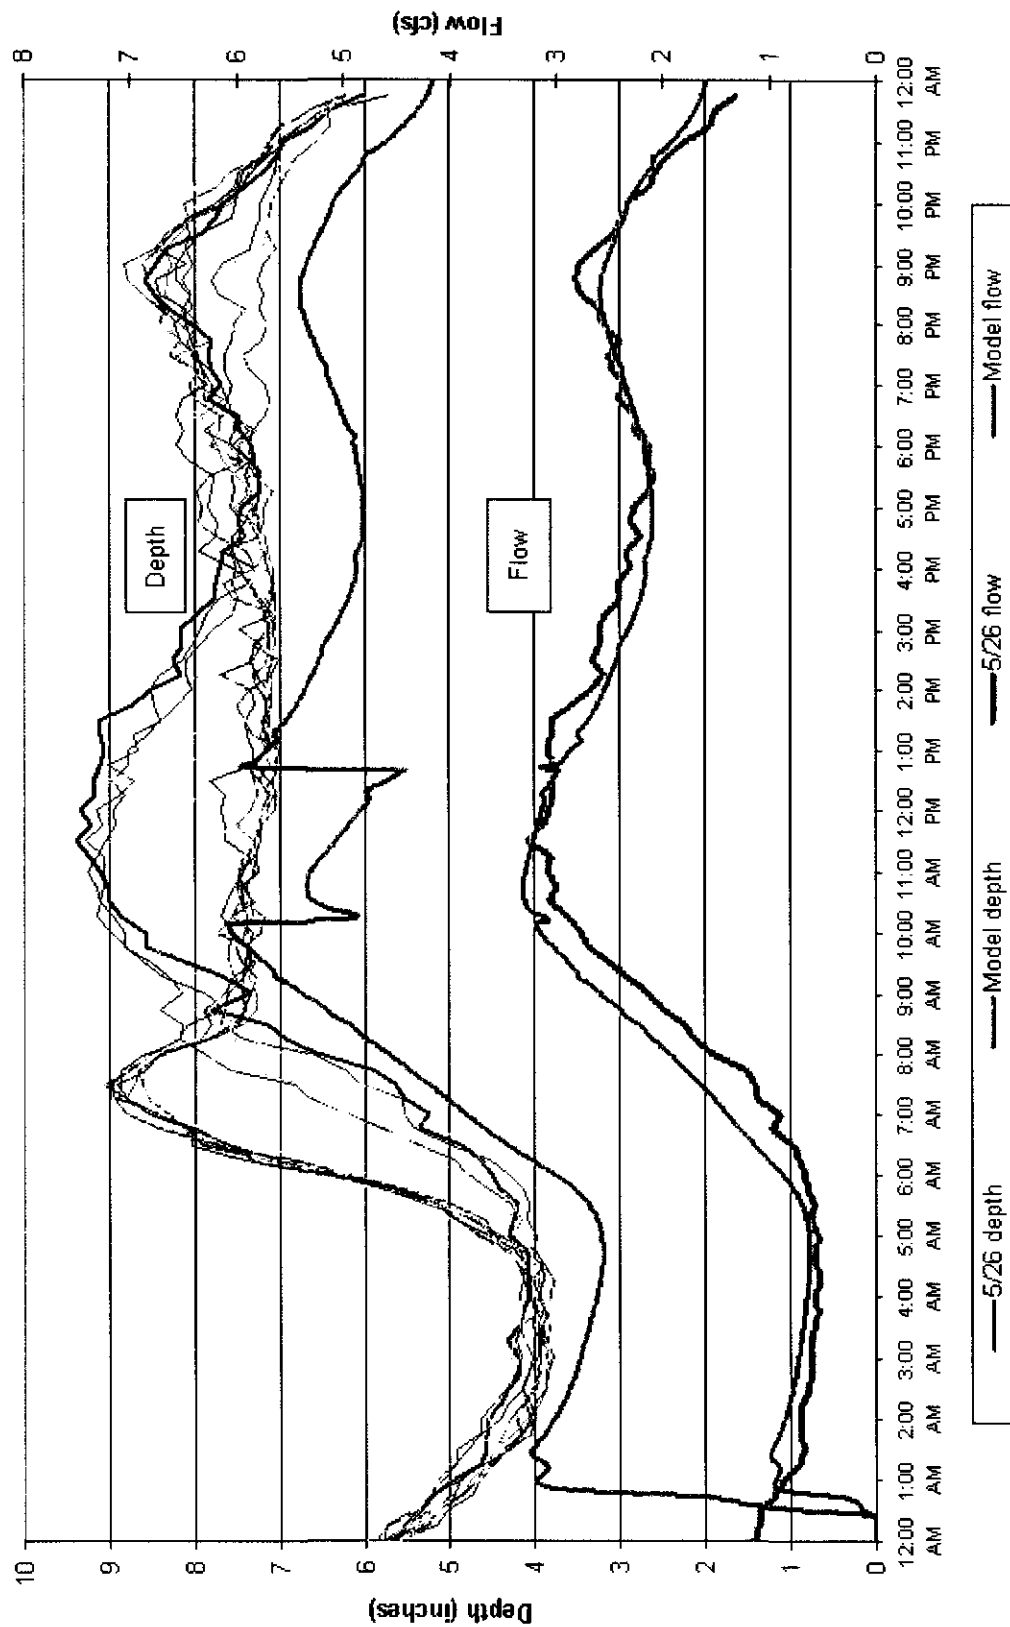 Flow (cfs)
8 7 6 5 4 3 2 1 0
Depth
Flow
10 9 8 7 6 5 4 3 2 1 0
Depth (inches)
12:00 AM
1:00 AM
2:00 AM
3:00 AM
4:00 AM
5:00 AM
6:00 AM
7:00 AM
8:00 AM
9:00 AM
10:00 AM
11:00 AM
12:00 PM
1:00 PM
2:00 PM
3:00 PM
4:00 PM
5:00 PM
6:00 PM
7:00 PM
8:00 PM
9:00 PM
10:00 PM
11:00 PM
12:00 AM
5/26 depth
Model depth
5/26 flow
Model flow